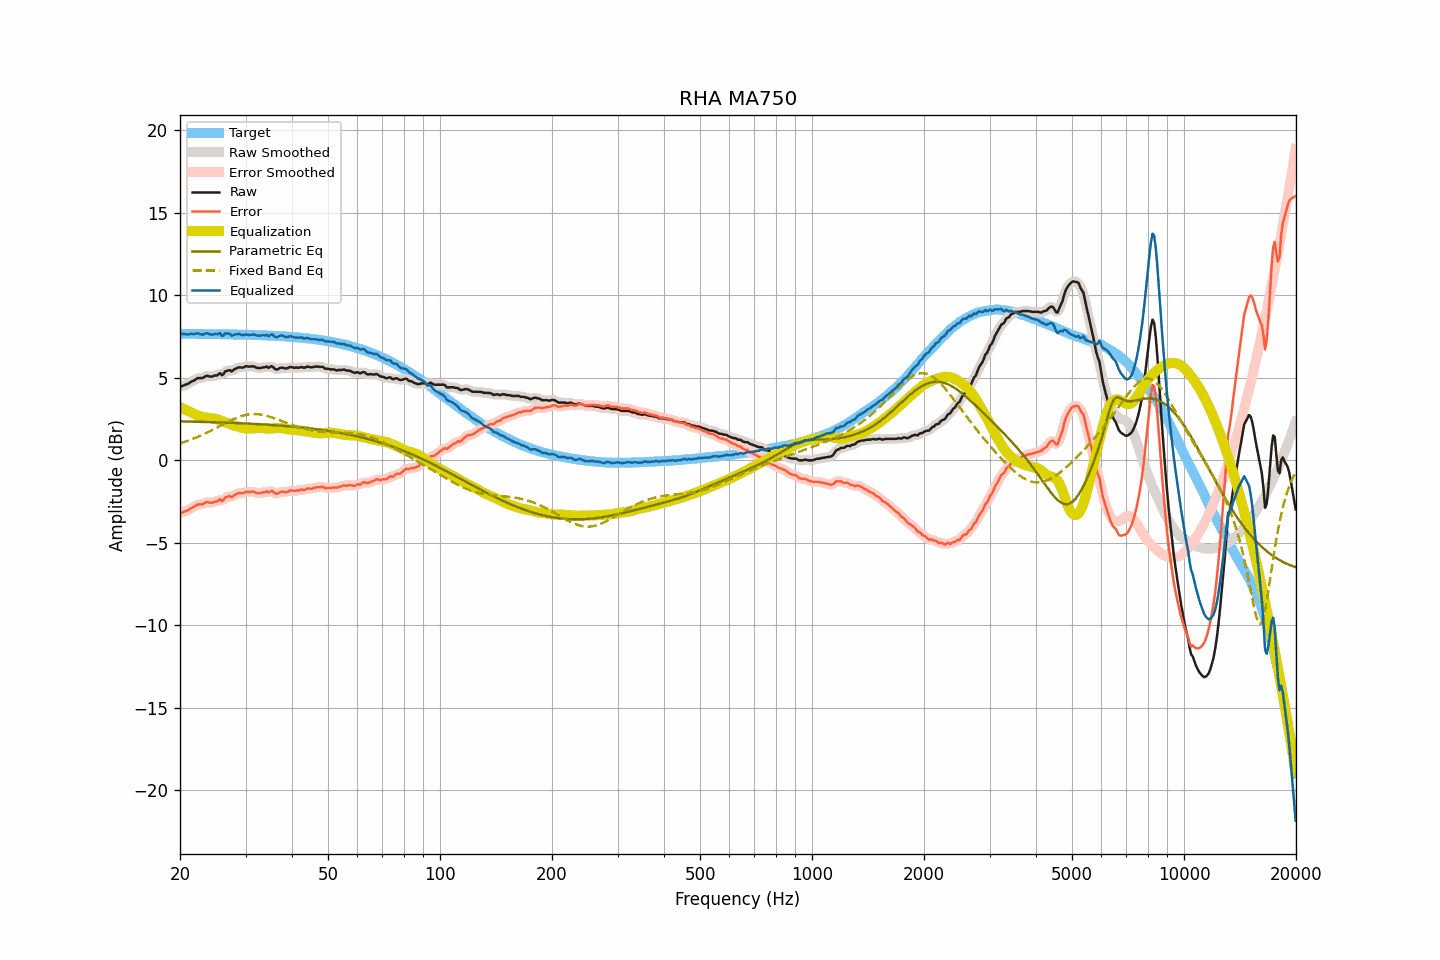 RHA MA750
Target
Raw Smoothed
Error Smoothed
Raw
Error
Equalization
Parametric Eq
Fixed Band Eq
Equalized
20
15
10
5
0
−5
−10
−15
−20
Amplitude (dBr)
20 50 100 200 500 1000 2000 5000 10000 20000
Frequency (Hz)